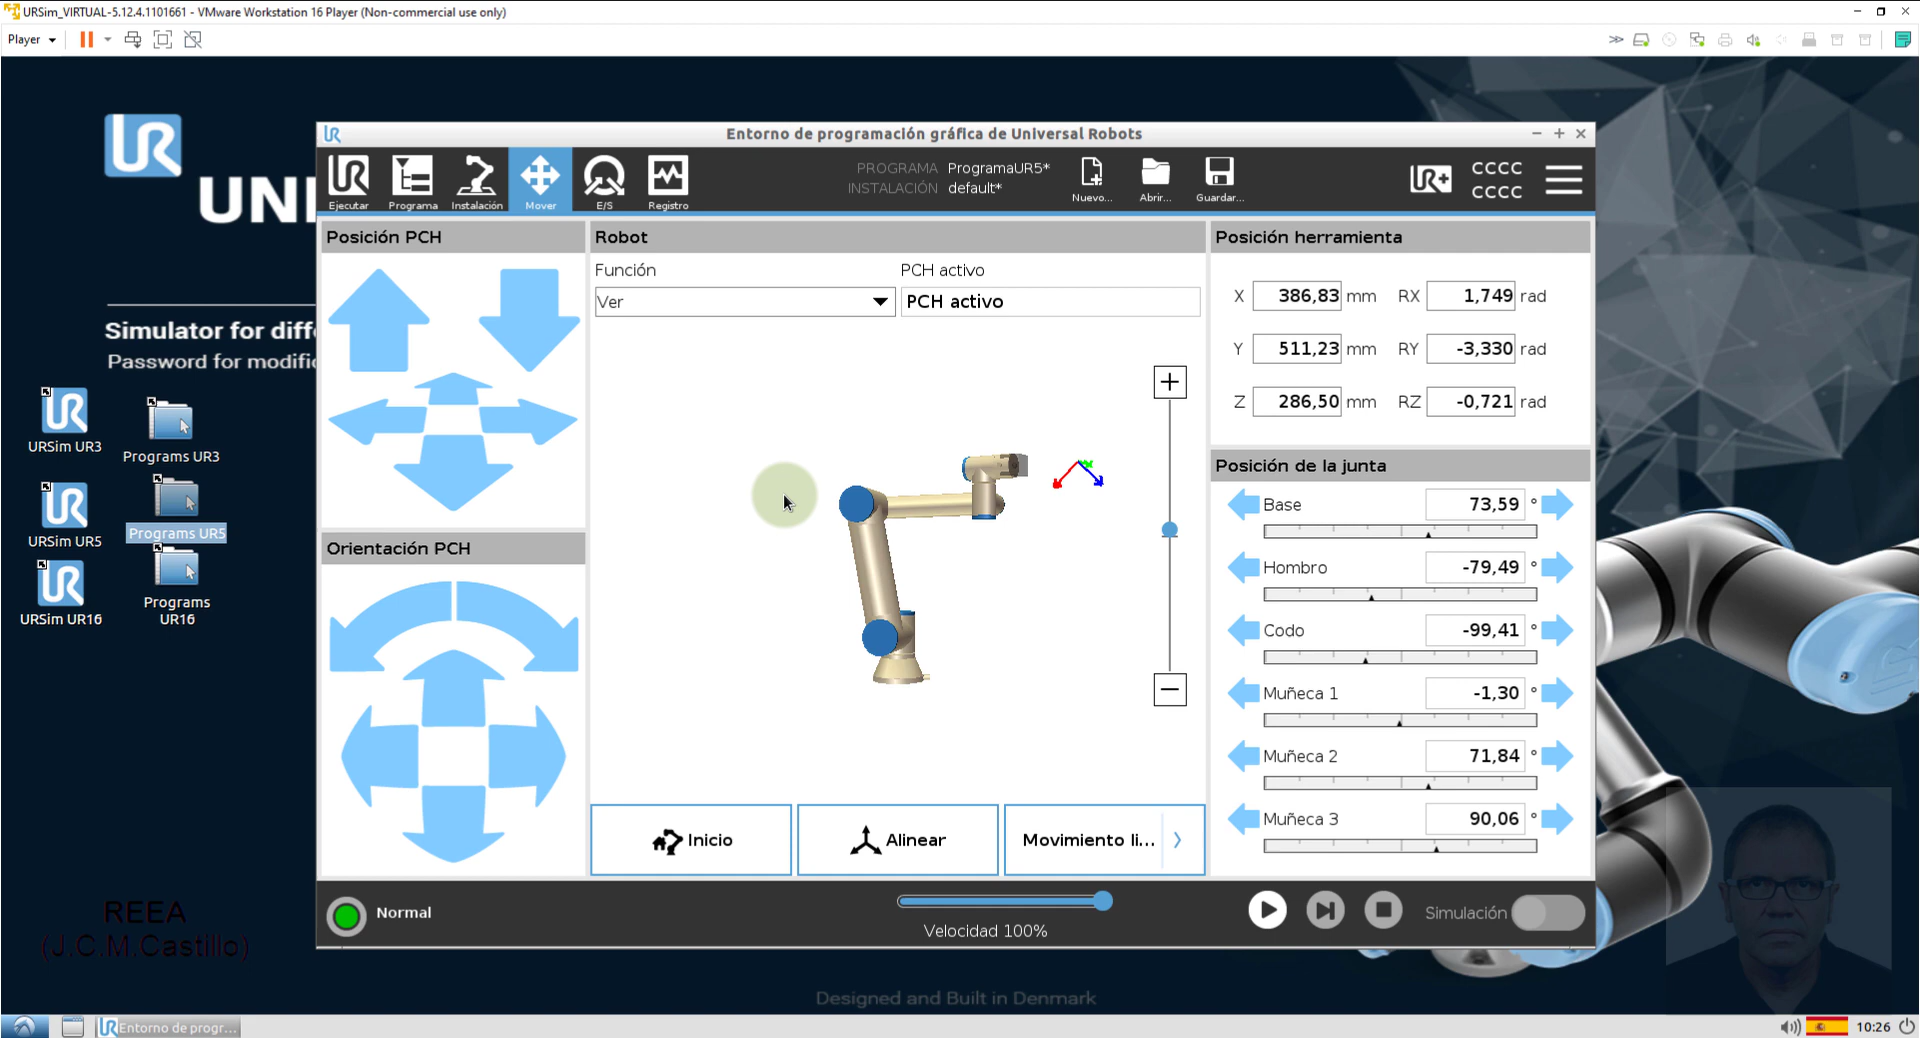 URSim_VIRTUAL-5.12.4.1101661 - VMware Workstation 16 Player (Non-commercial use only)
Player
UR
UNI
Simulator for diff
Password for modific
URSim UR3
Programs UR3
URSim UR5
Programs UR5
URSim UR16
Programs
UR16
Entorno de programación gráfica de Universal Robots
Ejecutar
Programa
Instalación
Mover
E/S
Registro
PROGRAMA ProgramaUR5*
INSTALACIÓN default*
Nuevo...
Abrir...
Guardar...
UR+
CCCC
CCCC
Posición PCH
Orientación PCH
Robot
Función
PCH activo
Ver
PCH activo
Inicio
Alinear
Movimiento li...
Posición herramienta
X 386,83 mm RX 1,749 rad
Y 511,23 mm RY -3,330 rad
Z 286,50 mm RZ -0,721 rad
Posición de la junta
Base 73,59 °
Hombro -79,49 °
Codo -99,41 °
Muñeca 1 -1,30 °
Muñeca 2 71,84 °
Muñeca 3 90,06 °
Normal
Velocidad 100%
Simulación
REEA
(J.C.M.Castillo)
Designed and Built in Denmark
Entorno de progr...
10:26